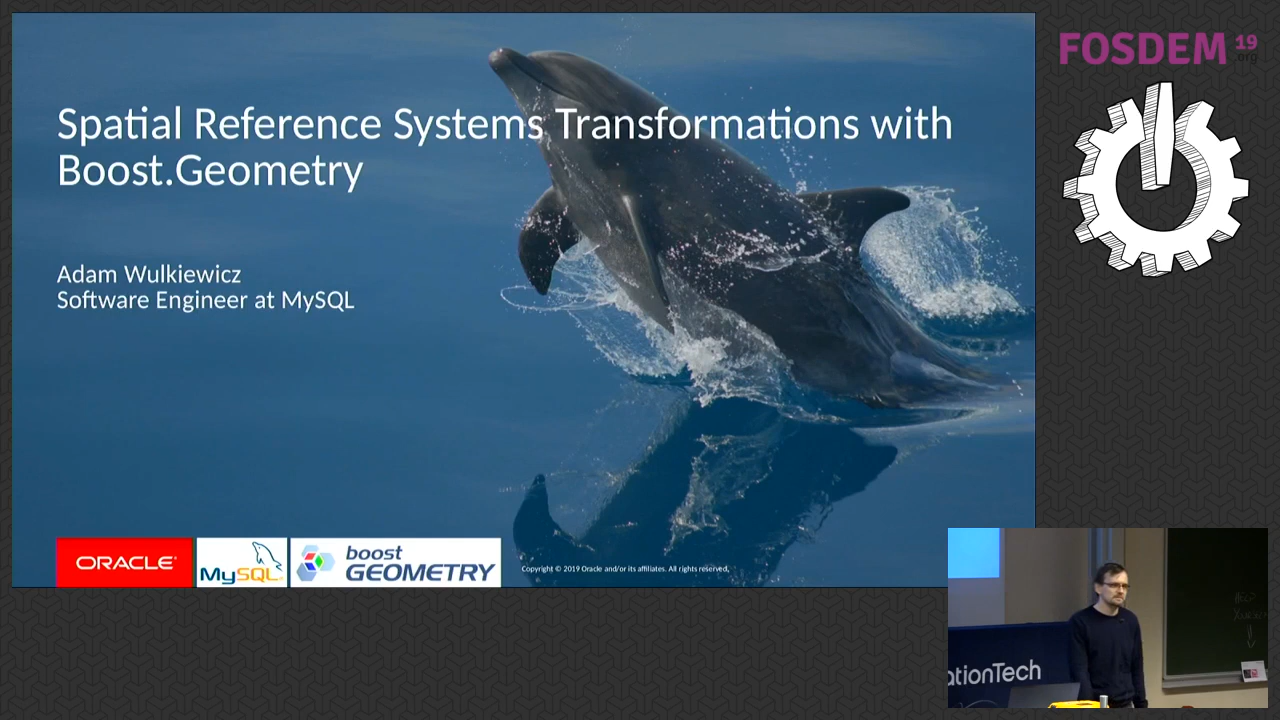 Spatial Reference Systems Transformations with
Boost.Geometry
Adam Wulkiewicz
Software Engineer at MySQL
ORACLE®
MySQL®
boost
GEOMETRY
Copyright © 2019 Oracle and/or its affiliates. All rights reserved.
FOSDEM 19
.org
ationTech